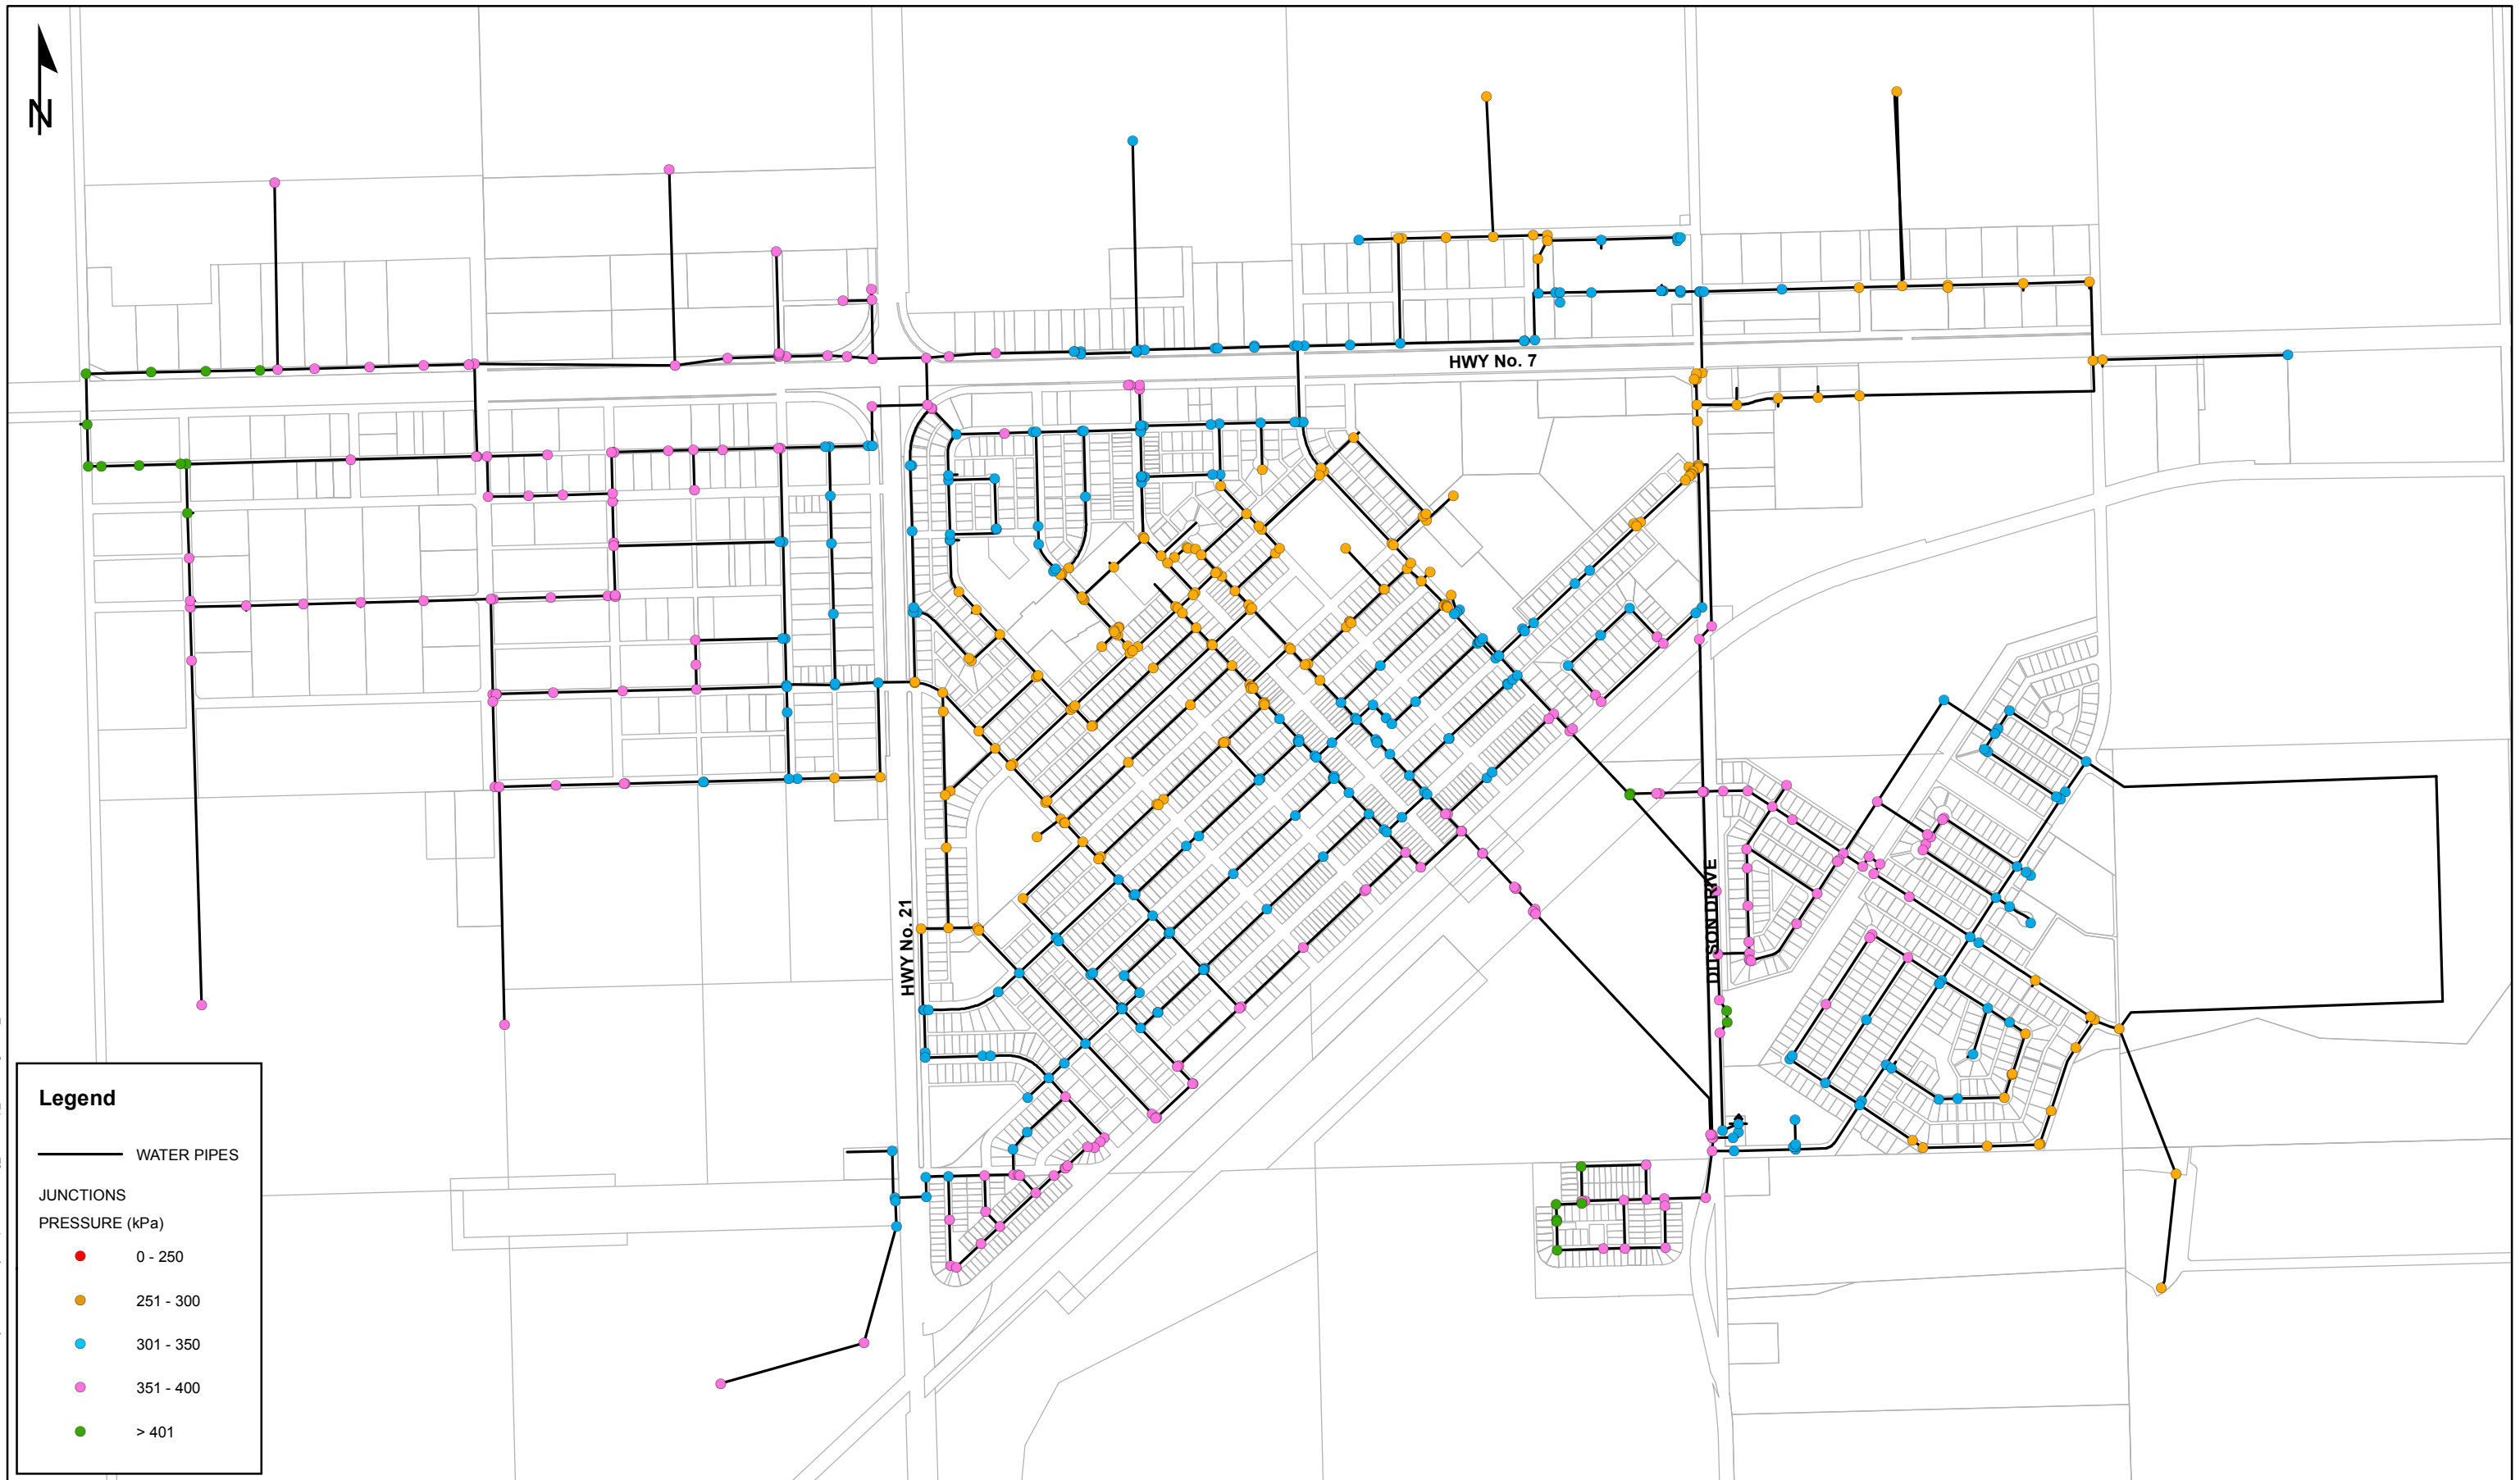 N
HWY No. 7
HWY No. 21
DILISON DRIVE
Legend
WATER PIPES
JUNCTIONS
PRESSURE (kPa)
0 - 250
251 - 300
301 - 350
351 - 400
> 401